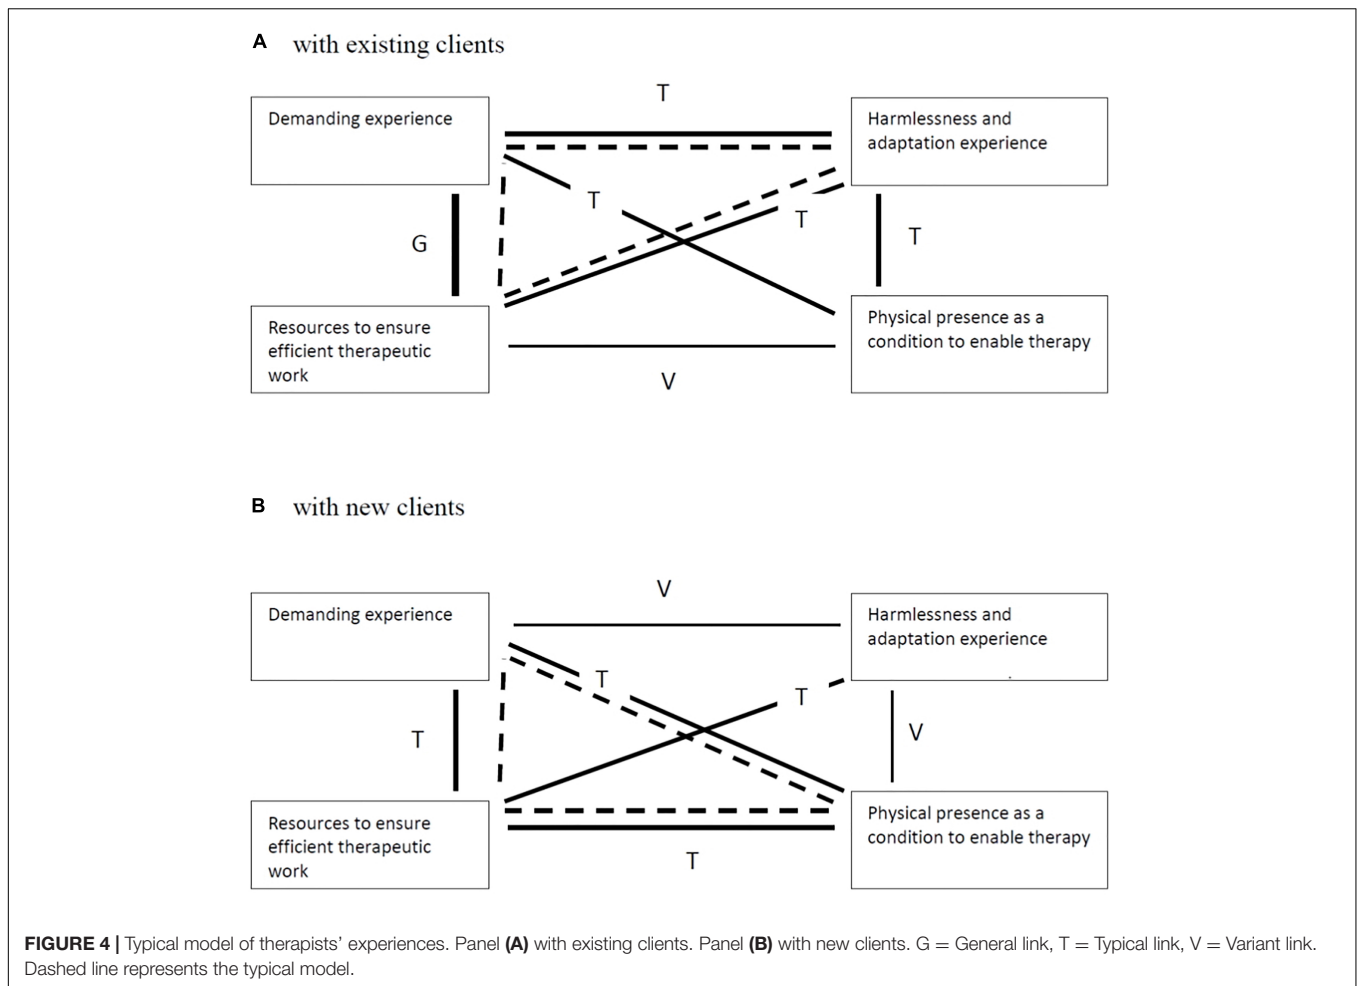 A with existing clients
T
Demanding experience
Harmlessness and
adaptation experience
T
T
G
T
Resources to ensure
efficient therapeutic
work
Physical presence as a
condition to enable therapy
V
B with new clients
V
Demanding experience
Harmlessness and
adaptation experience
T
T
T
V
Resources to ensure
efficient therapeutic
work
Physical presence as a
condition to enable therapy
T
FIGURE 4 | Typical model of therapists’ experiences. Panel (A) with existing clients. Panel (B) with new clients. G = General link, T = Typical link, V = Variant link.
Dashed line represents the typical model.